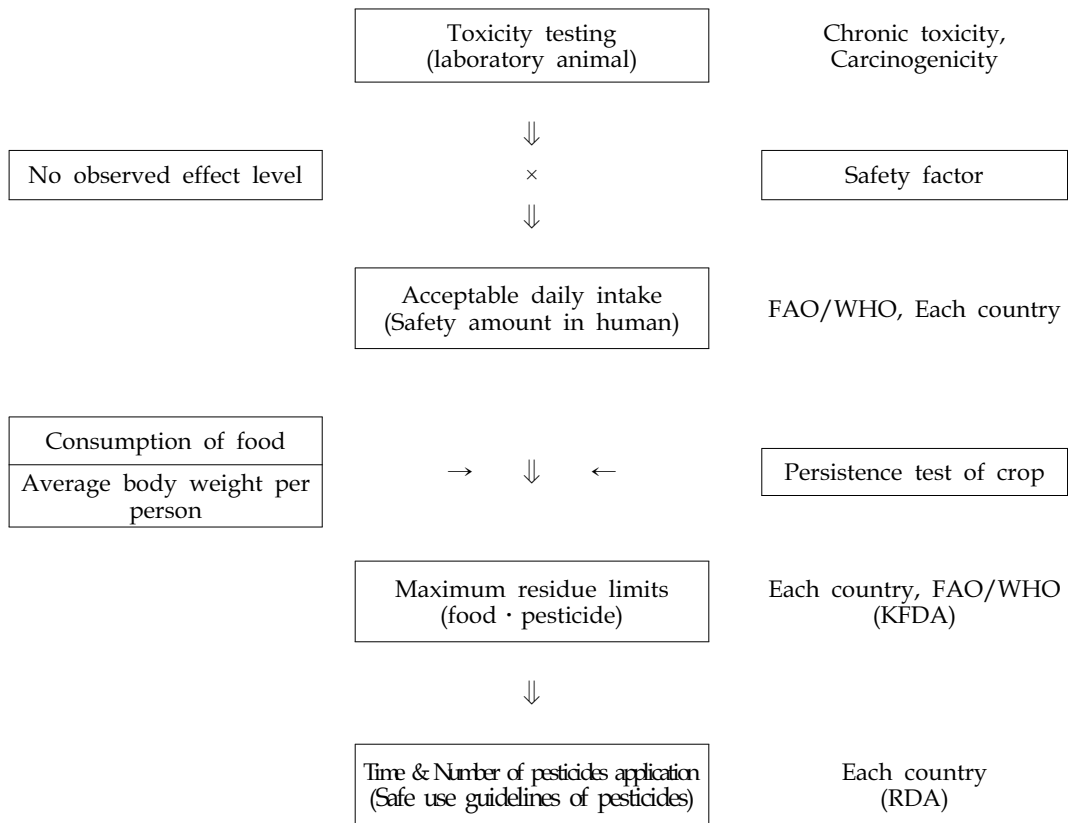 Toxicity testing
(laboratory animal)
Chronic toxicity,
Carcinogenicity
⇓
No observed effect level
×
Safety factor
⇓
Acceptable daily intake
(Safety amount in human)
FAO/WHO, Each country
Consumption of food
Average body weight per
person
→ ⇓ ←
Persistence test of crop
Maximum residue limits
(food · pesticide)
Each country, FAO/WHO
(KFDA)
⇓
Time & Number of pesticides application
(Safe use guidelines of pesticides)
Each country
(RDA)